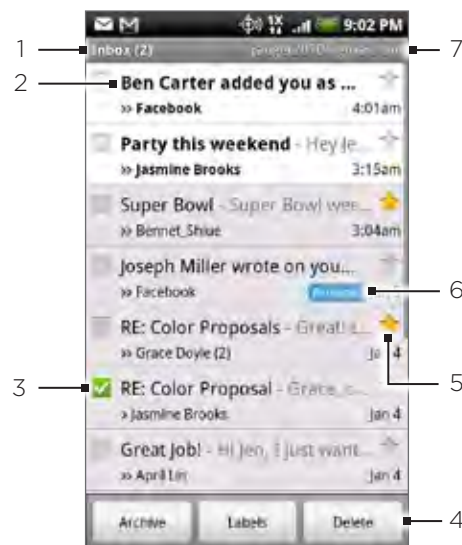 1X 9:02 PM
1 Inbox (2) 7
2 Ben Carter added you as ...
» Facebook 4:01am
Party this weekend - Hey Je...
» Jasmine Brooks 3:15am
Super Bowl - Super Bowl wee...
» Bennet_Shiue 3:04am
Joseph Miller wrote on you...
» Facebook 6
RE: Color Proposals - Great!
» Grace Doyle (2) Ja 4 5
3 RE: Color Proposal - Grace,
› Jasmine Brooks Jan 4
Great Job! - Hi Jen, I just want...
» April Lin Jan 4
Archive Labels Delete 4